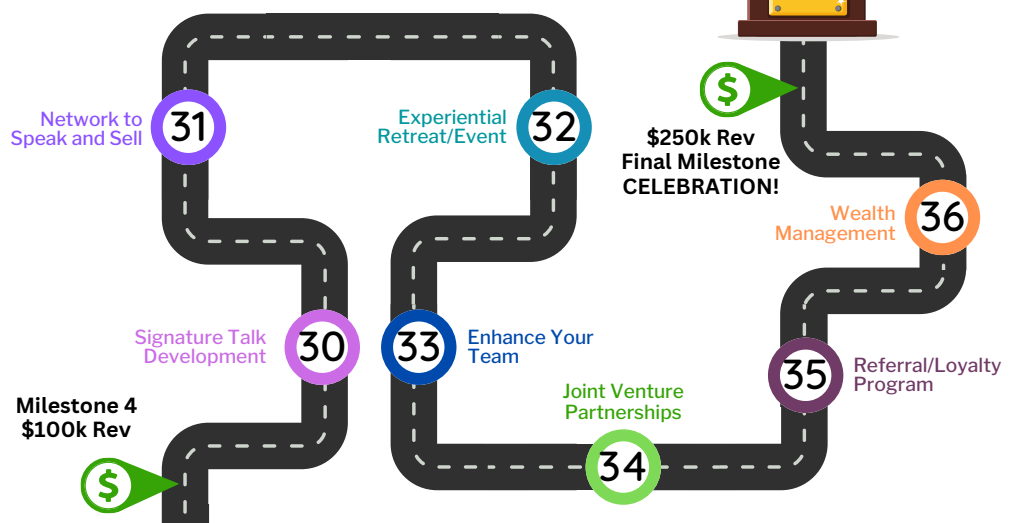 31
Network to
Speak and Sell
Experiential
Retreat/Event
32
$
$250k Rev
Final Milestone
CELEBRATION!
Wealth
Management
36
Signature Talk
Development
30
33
Enhance Your
Team
35
Referral/Loyalty
Program
Joint Venture
Partnerships
34
Milestone 4
$100k Rev
$